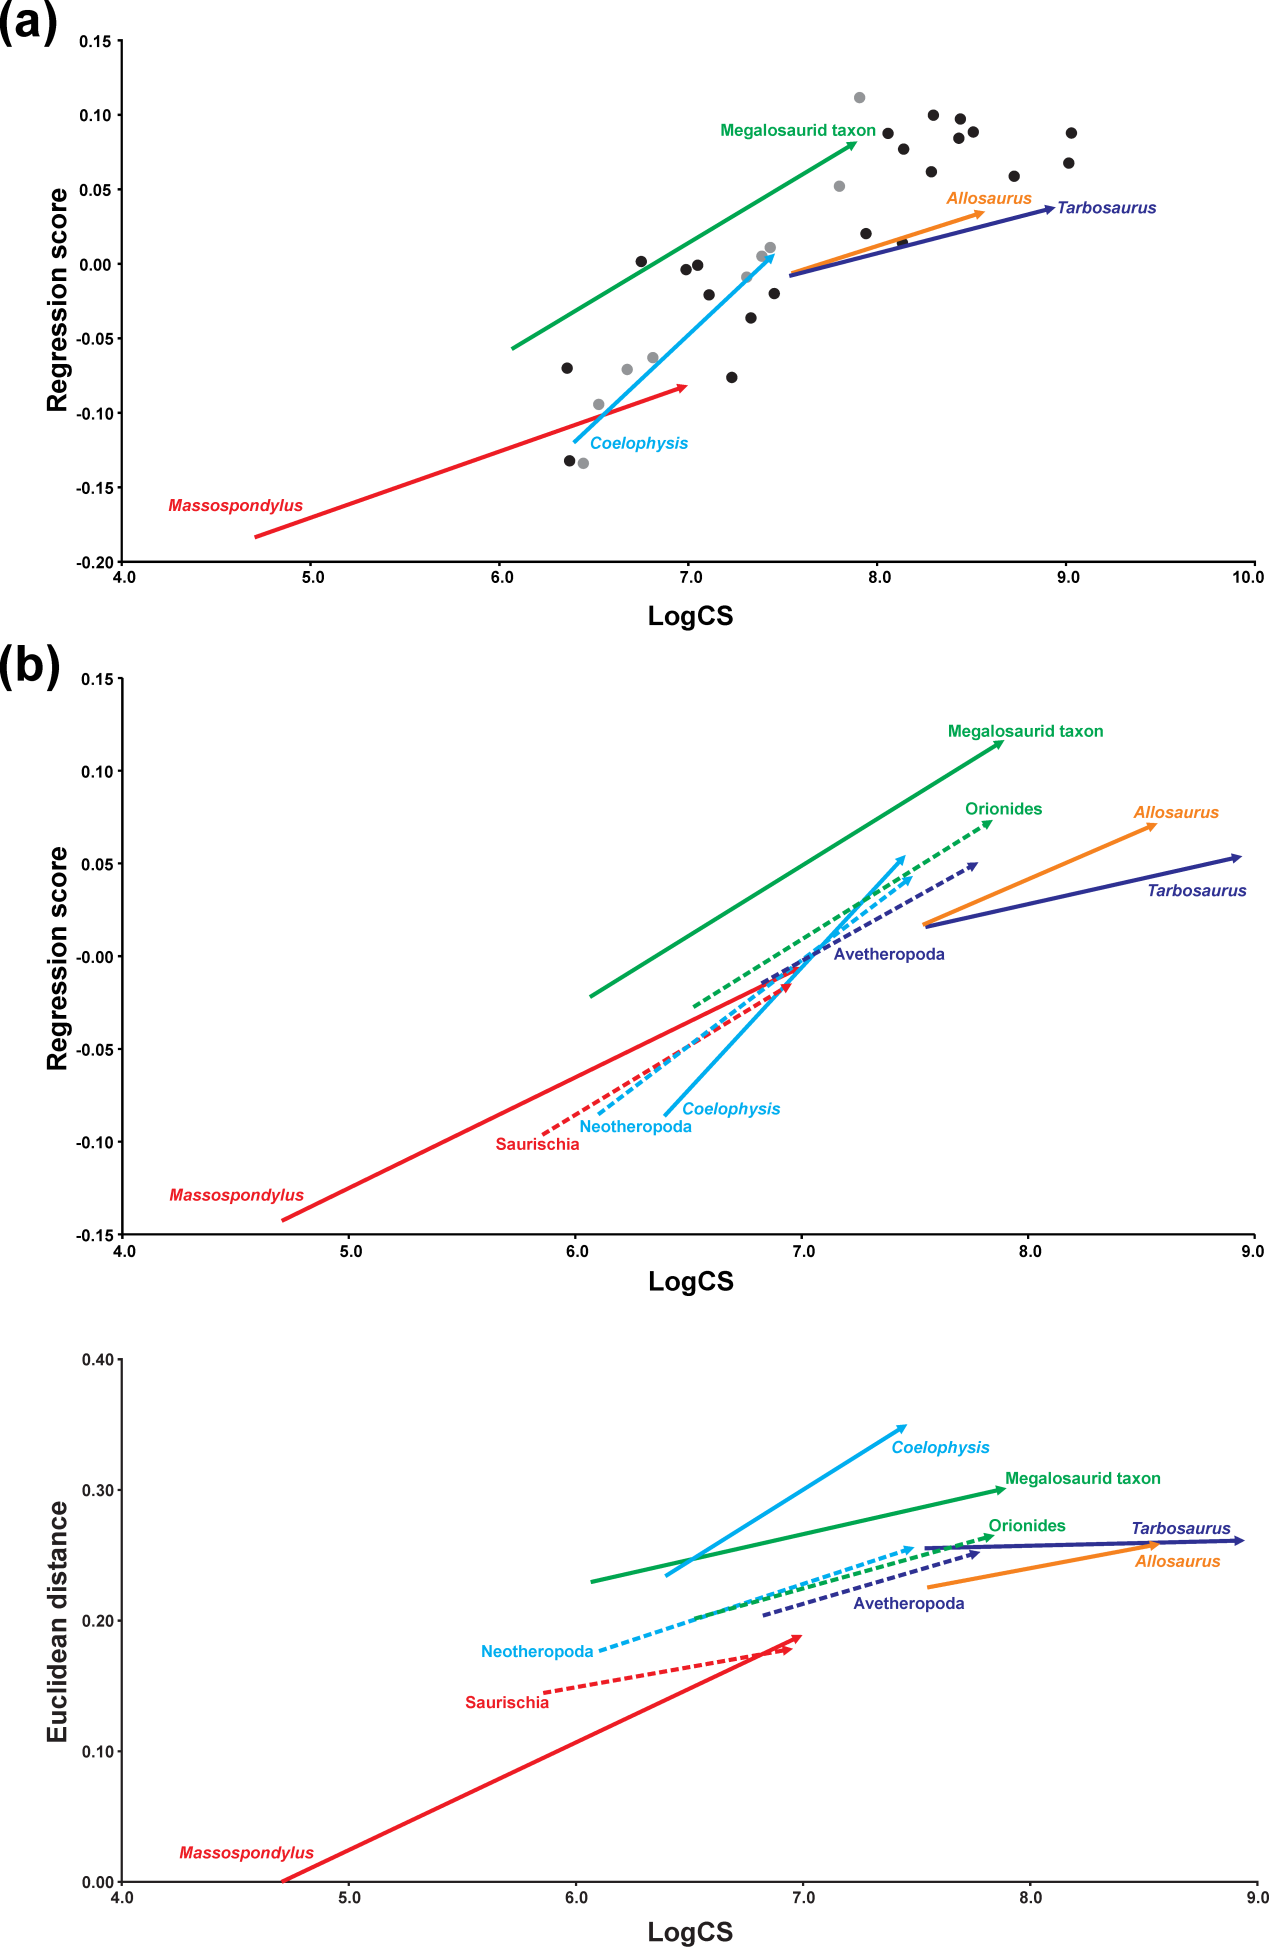 (a)
0.15
0.10
0.05
0.00
-0.05
-0.10
-0.15
-0.20
Regression score
Megalosaurid taxon
Allosaurus
Tarbosaurus
Coelophysis
Massospondylus
4.0 5.0 6.0 7.0 8.0 9.0 10.0
LogCS
(b)
0.15
0.10
0.05
-0.00
-0.05
-0.10
-0.15
Regression score
Megalosaurid taxon
Orionides
Allosaurus
Tarbosaurus
Avetheropoda
Coelophysis
Neotheropoda
Saurischia
Massospondylus
4.0 5.0 6.0 7.0 8.0 9.0
LogCS
0.40
0.30
0.20
0.10
0.00
Euclidean distance
Coelophysis
Megalosaurid taxon
Orionides
Tarbosaurus
Allosaurus
Avetheropoda
Neotheropoda
Saurischia
Massospondylus
4.0 5.0 6.0 7.0 8.0 9.0
LogCS